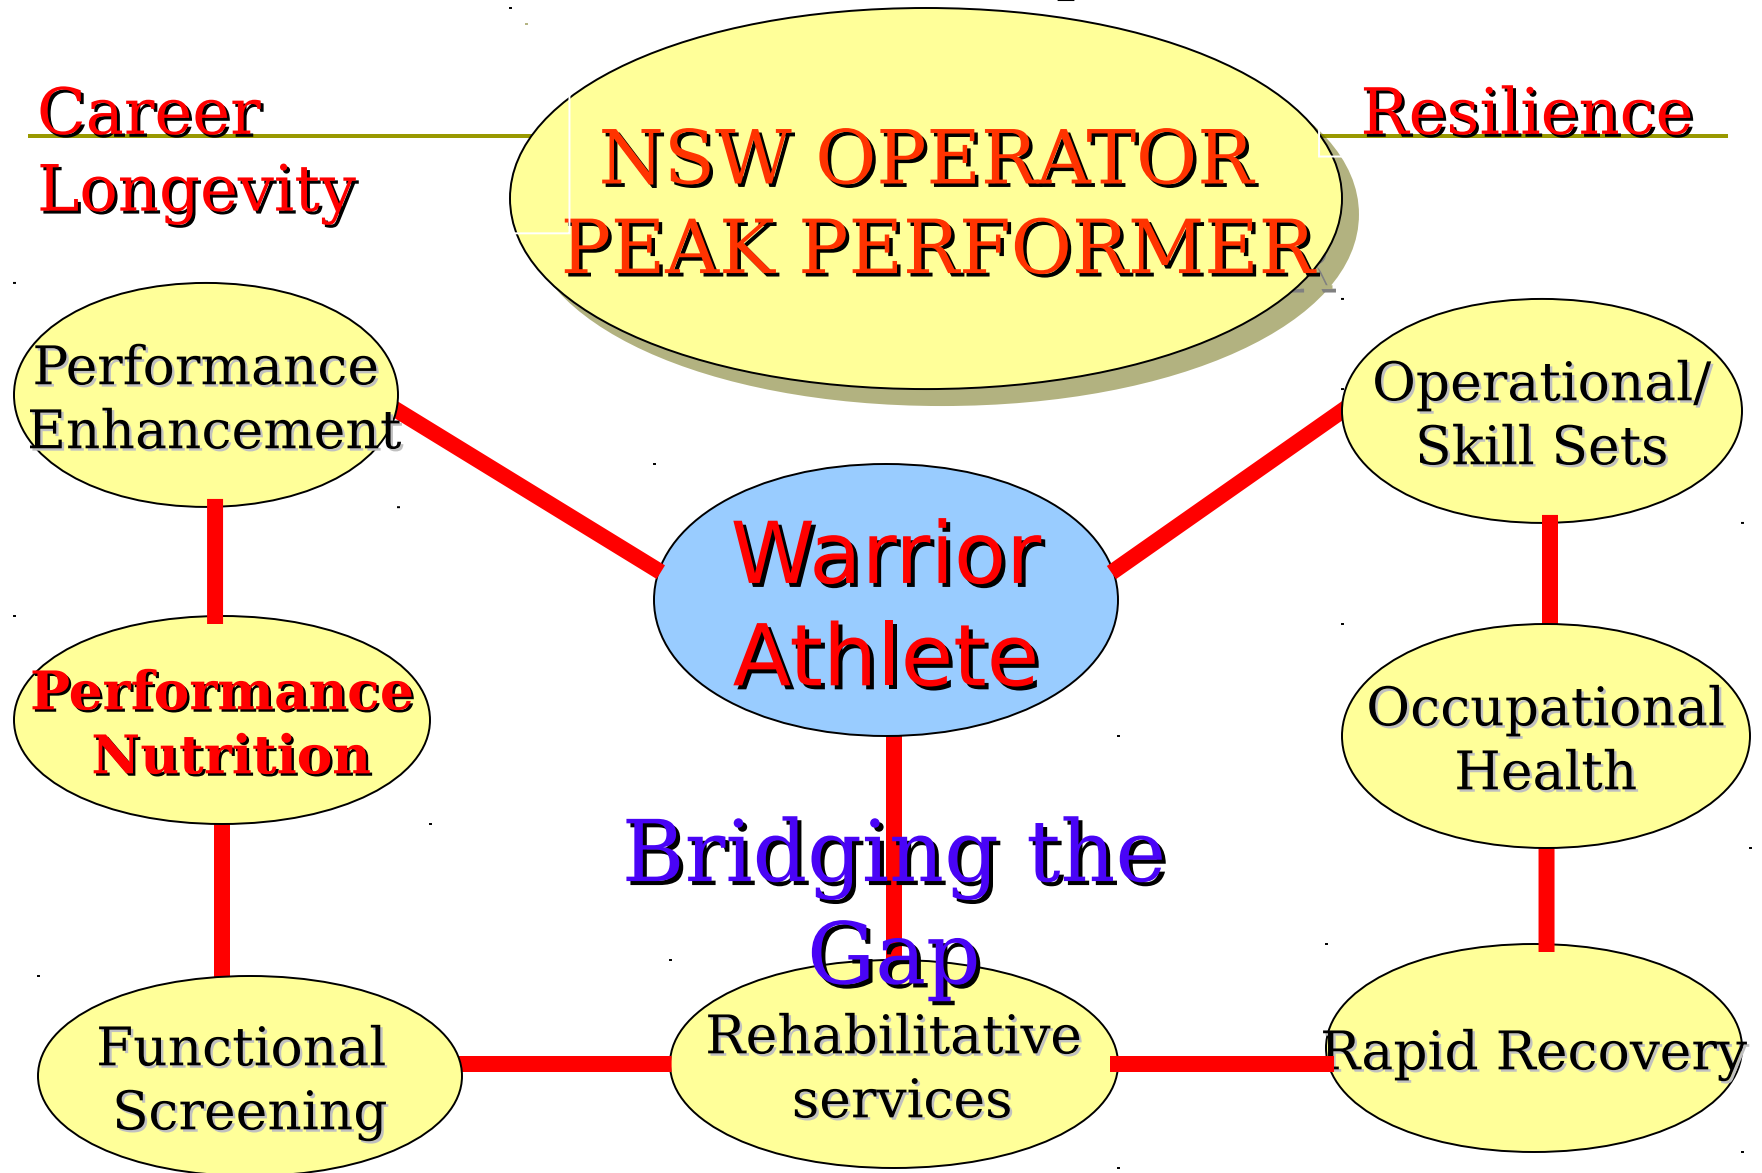 Career
Longevity
NSW OPERATOR
PEAK PERFORMER
Resilience
Performance
Enhancement
Operational/
Skill Sets
Warrior
Athlete
Performance
Nutrition
Occupational
Health
Bridging the
Gap
Functional
Screening
Rehabilitative
services
Rapid Recovery